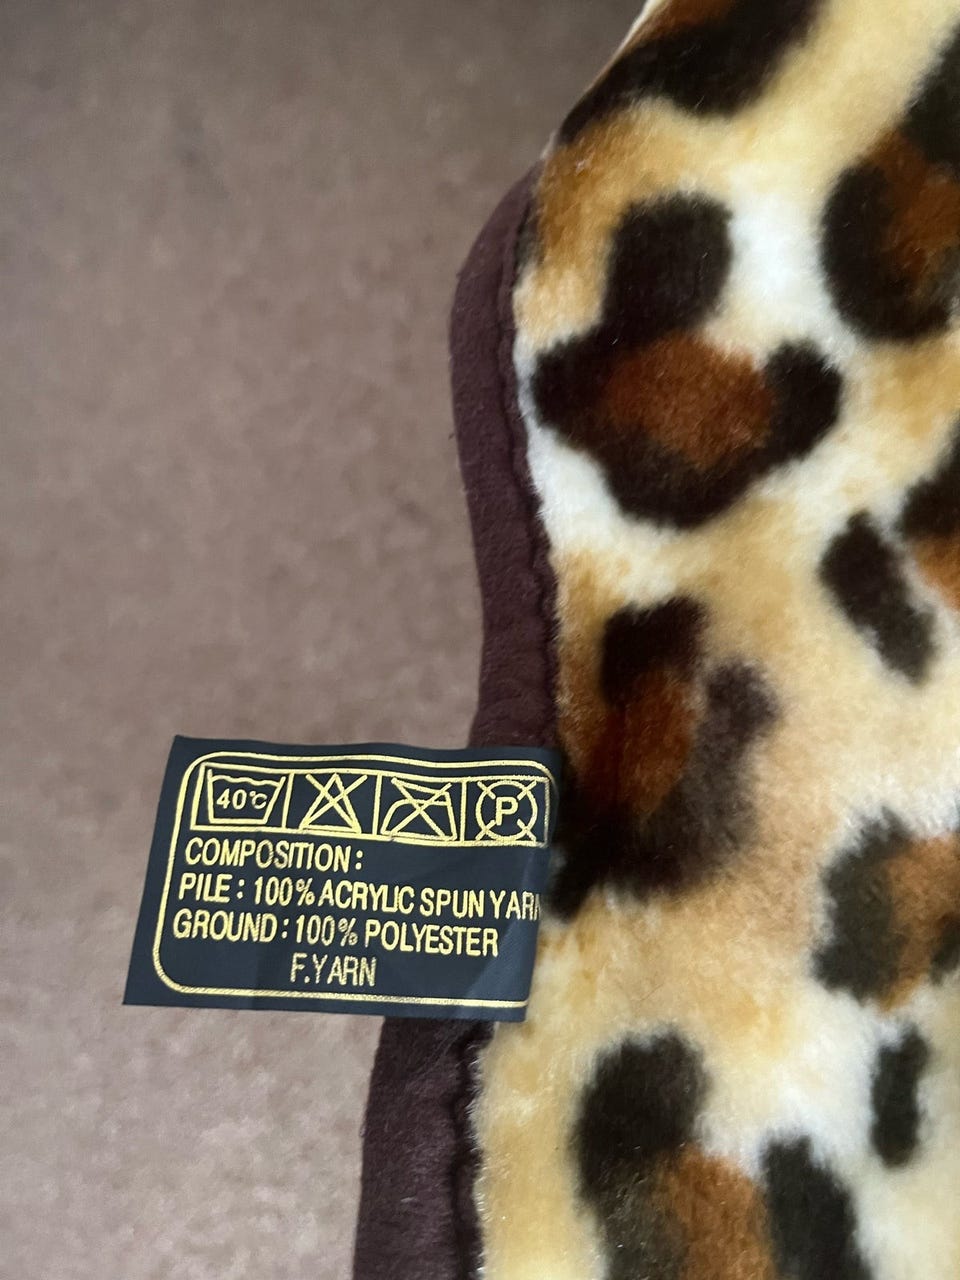 40°C P
COMPOSITION:
PILE: 100% ACRYLIC SPUN YARN
GROUND: 100% POLYESTER
F.YARN